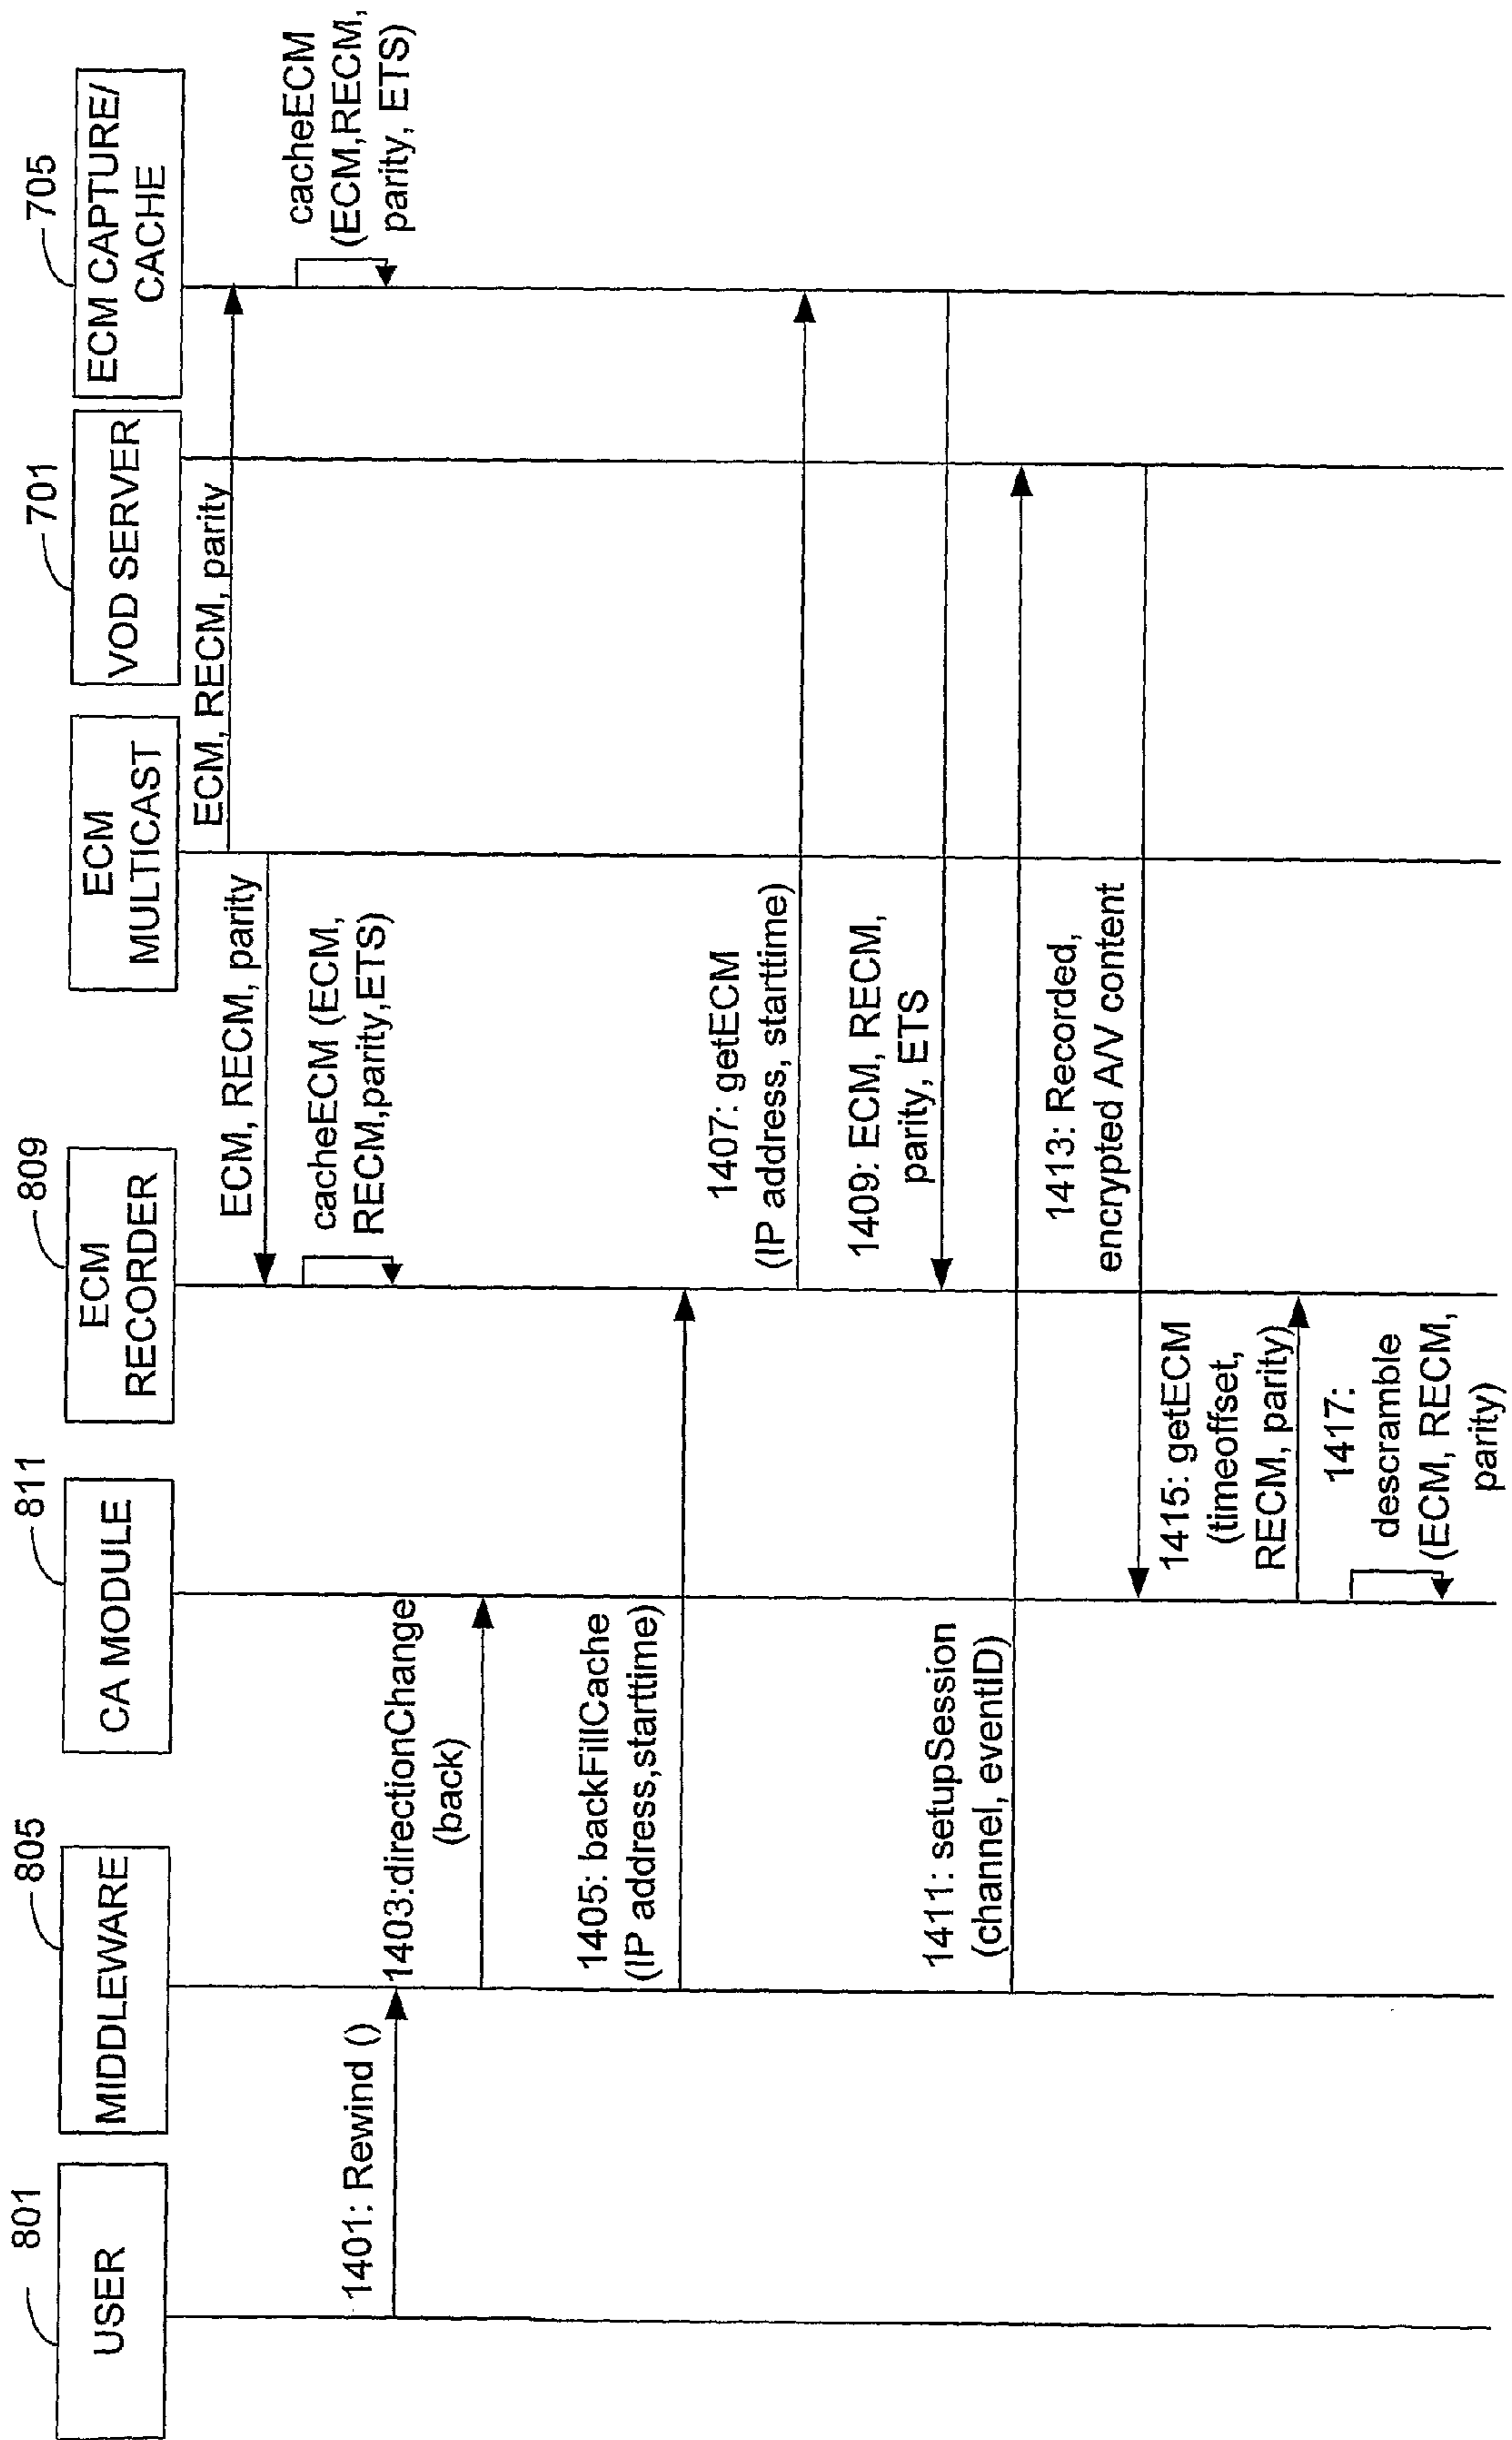 801
USER
805
MIDDLEWARE
811
CA MODULE
809
ECM
RECORDER
ECM
MULTICAST
701
VOD SERVER
705
ECM CAPTURE/
CACHE
ECM, RECM, parity
ECM, RECM, parity
cacheECM
(ECM,RECM,
parity, ETS)
cacheECM (ECM,
RECM,parity,ETS)
1401: Rewind ()
1403:directionChange
(back)
1405: backFillCache
(IP address,starttime)
1407: getECM
(IP address, starttime)
1409: ECM, RECM,
parity, ETS
1411: setupSession
(channel, eventID)
1413: Recorded,
encrypted A/V content
1415: getECM
(timeoffset,
RECM, parity)
1417:
descramble
(ECM, RECM,
parity)